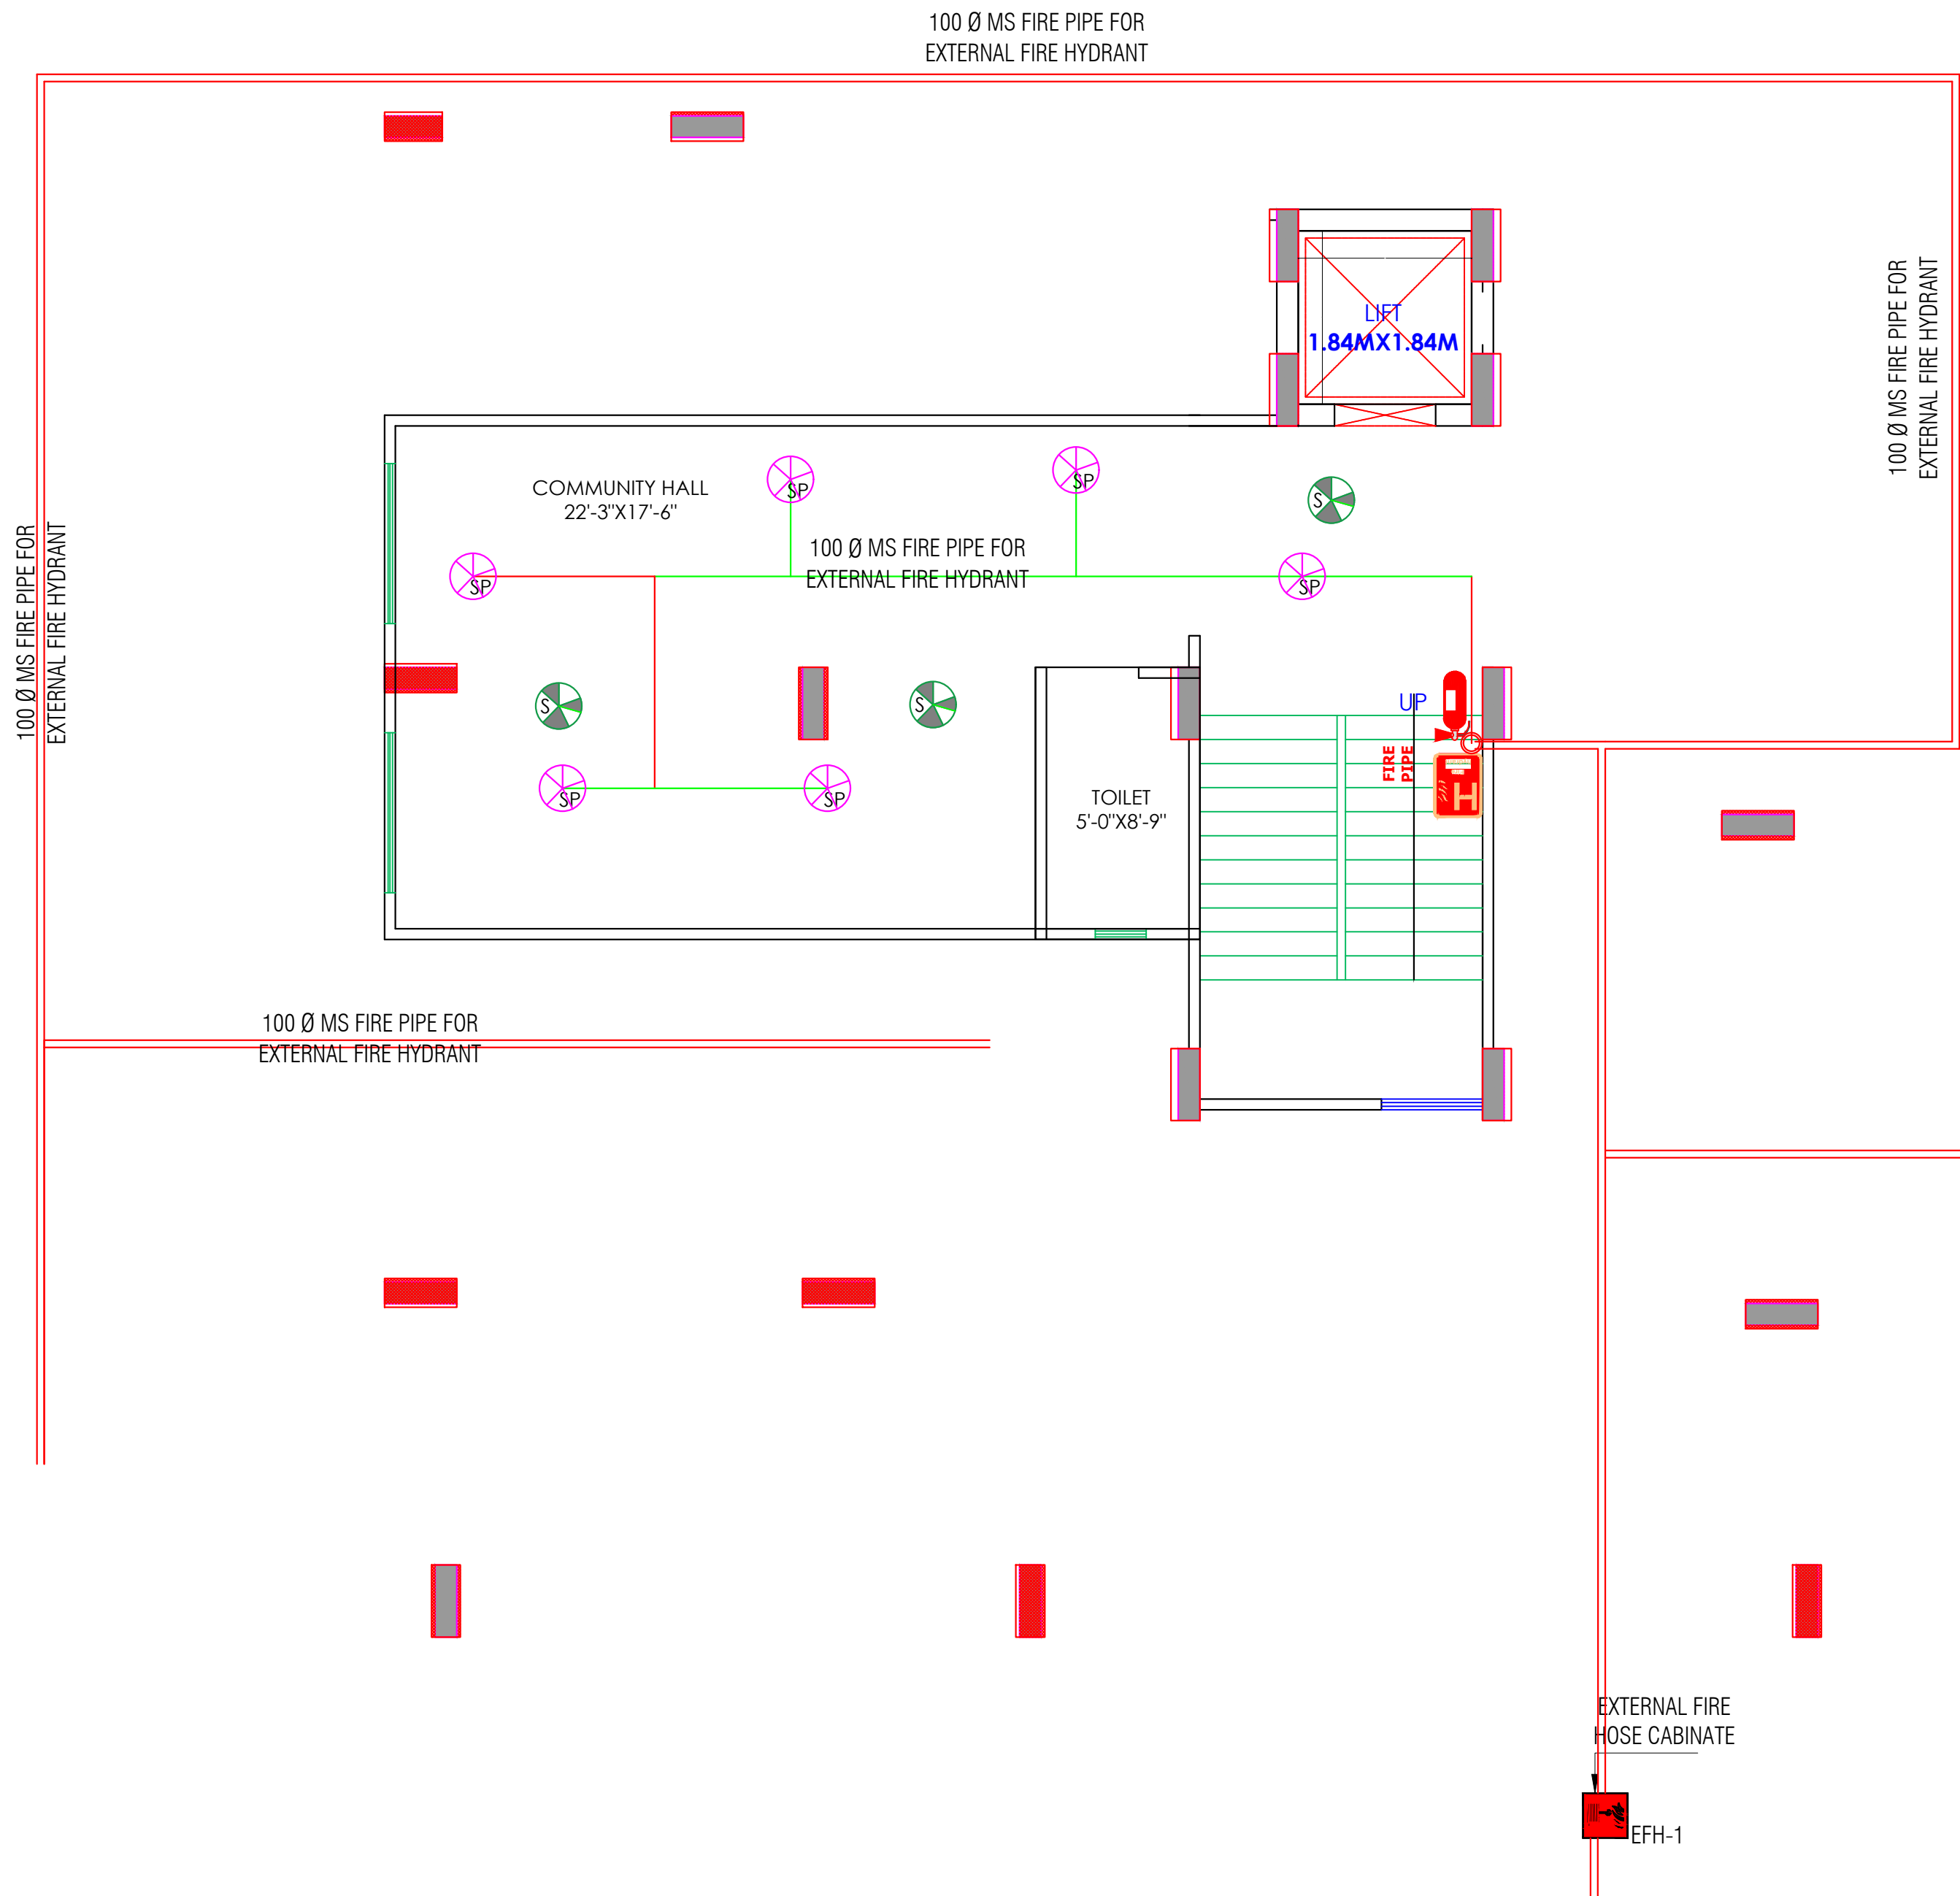 100 Ø MS FIRE PIPE FOR
EXTERNAL FIRE HYDRANT
100 Ø MS FIRE PIPE FOR
EXTERNAL FIRE HYDRANT
LIFT
1.84MX1.84M
COMMUNITY HALL
22'-3"X17'-6"
SP
SP
S
100 Ø MS FIRE PIPE FOR
EXTERNAL FIRE HYDRANT
SP
SP
100 Ø MS FIRE PIPE FOR
EXTERNAL FIRE HYDRANT
S
S
UP
FIRE
PIPE
H
SP
SP
TOILET
5'-0"X8'-9"
100 Ø MS FIRE PIPE FOR
EXTERNAL FIRE HYDRANT
EXTERNAL FIRE
HOSE CABINATE
EFH-1